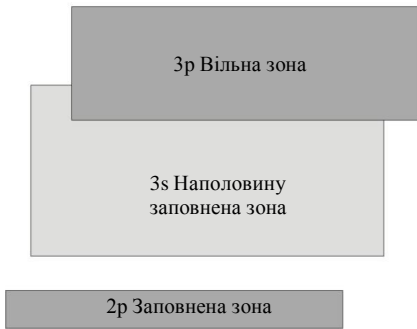 3p Вільна зона
3s Наполовину
заповнена зона
2p Заповнена зона